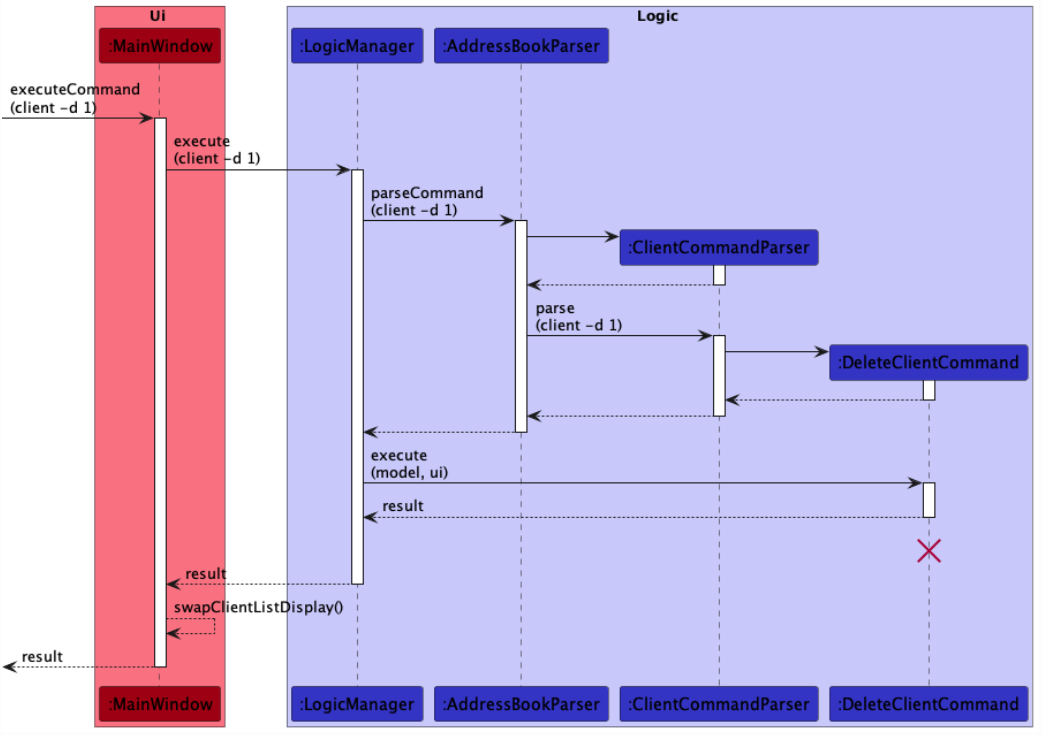 Ui
Logic
:MainWindow
:LogicManager
:AddressBookParser
executeCommand
(client -d 1)
execute
(client -d 1)
parseCommand
(client -d 1)
:ClientCommandParser
parse
(client -d 1)
:DeleteClientCommand
execute
(model, ui)
result
result
swapClientListDisplay()
result
:MainWindow
:LogicManager
:AddressBookParser
:ClientCommandParser
:DeleteClientCommand